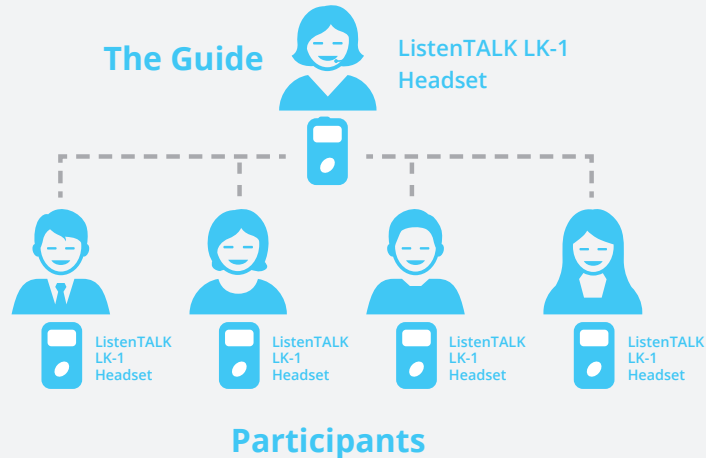 The Guide
ListenTALK LK-1
Headset
ListenTALK
LK-1
Headset
ListenTALK
LK-1
Headset
ListenTALK
LK-1
Headset
ListenTALK
LK-1
Headset
Participants